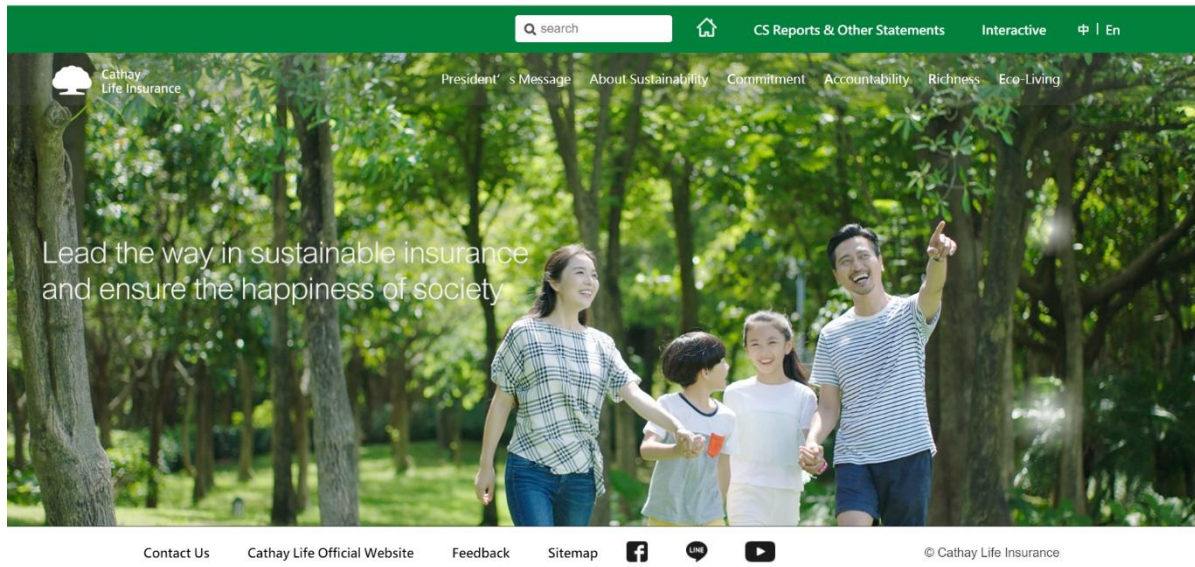 search
CS Reports & Other Statements
Interactive
中 | En
Cathay
Life Insurance
President's Message
About Sustainability
Commitment
Accountability
Richness
Eco-Living
Lead the way in sustainable insurance
and ensure the happiness of society
Contact Us
Cathay Life Official Website
Feedback
Sitemap
f
LINE
© Cathay Life Insurance